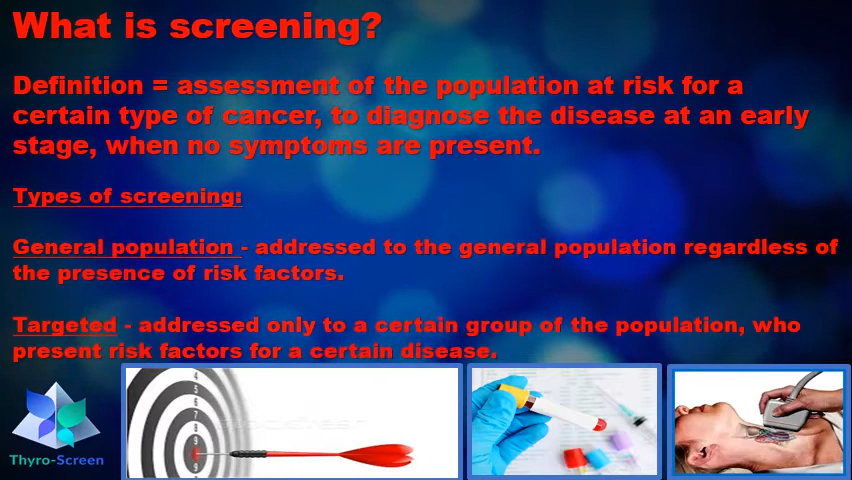 What is screening?
Definition = assessment of the population at risk for a
certain type of cancer, to diagnose the disease at an early
stage, when no symptoms are present.
Types of screening:
General population - addressed to the general population regardless of
the presence of risk factors.
Targeted - addressed only to a certain group of the population, who
present risk factors for a certain disease.
Thyro-Screen